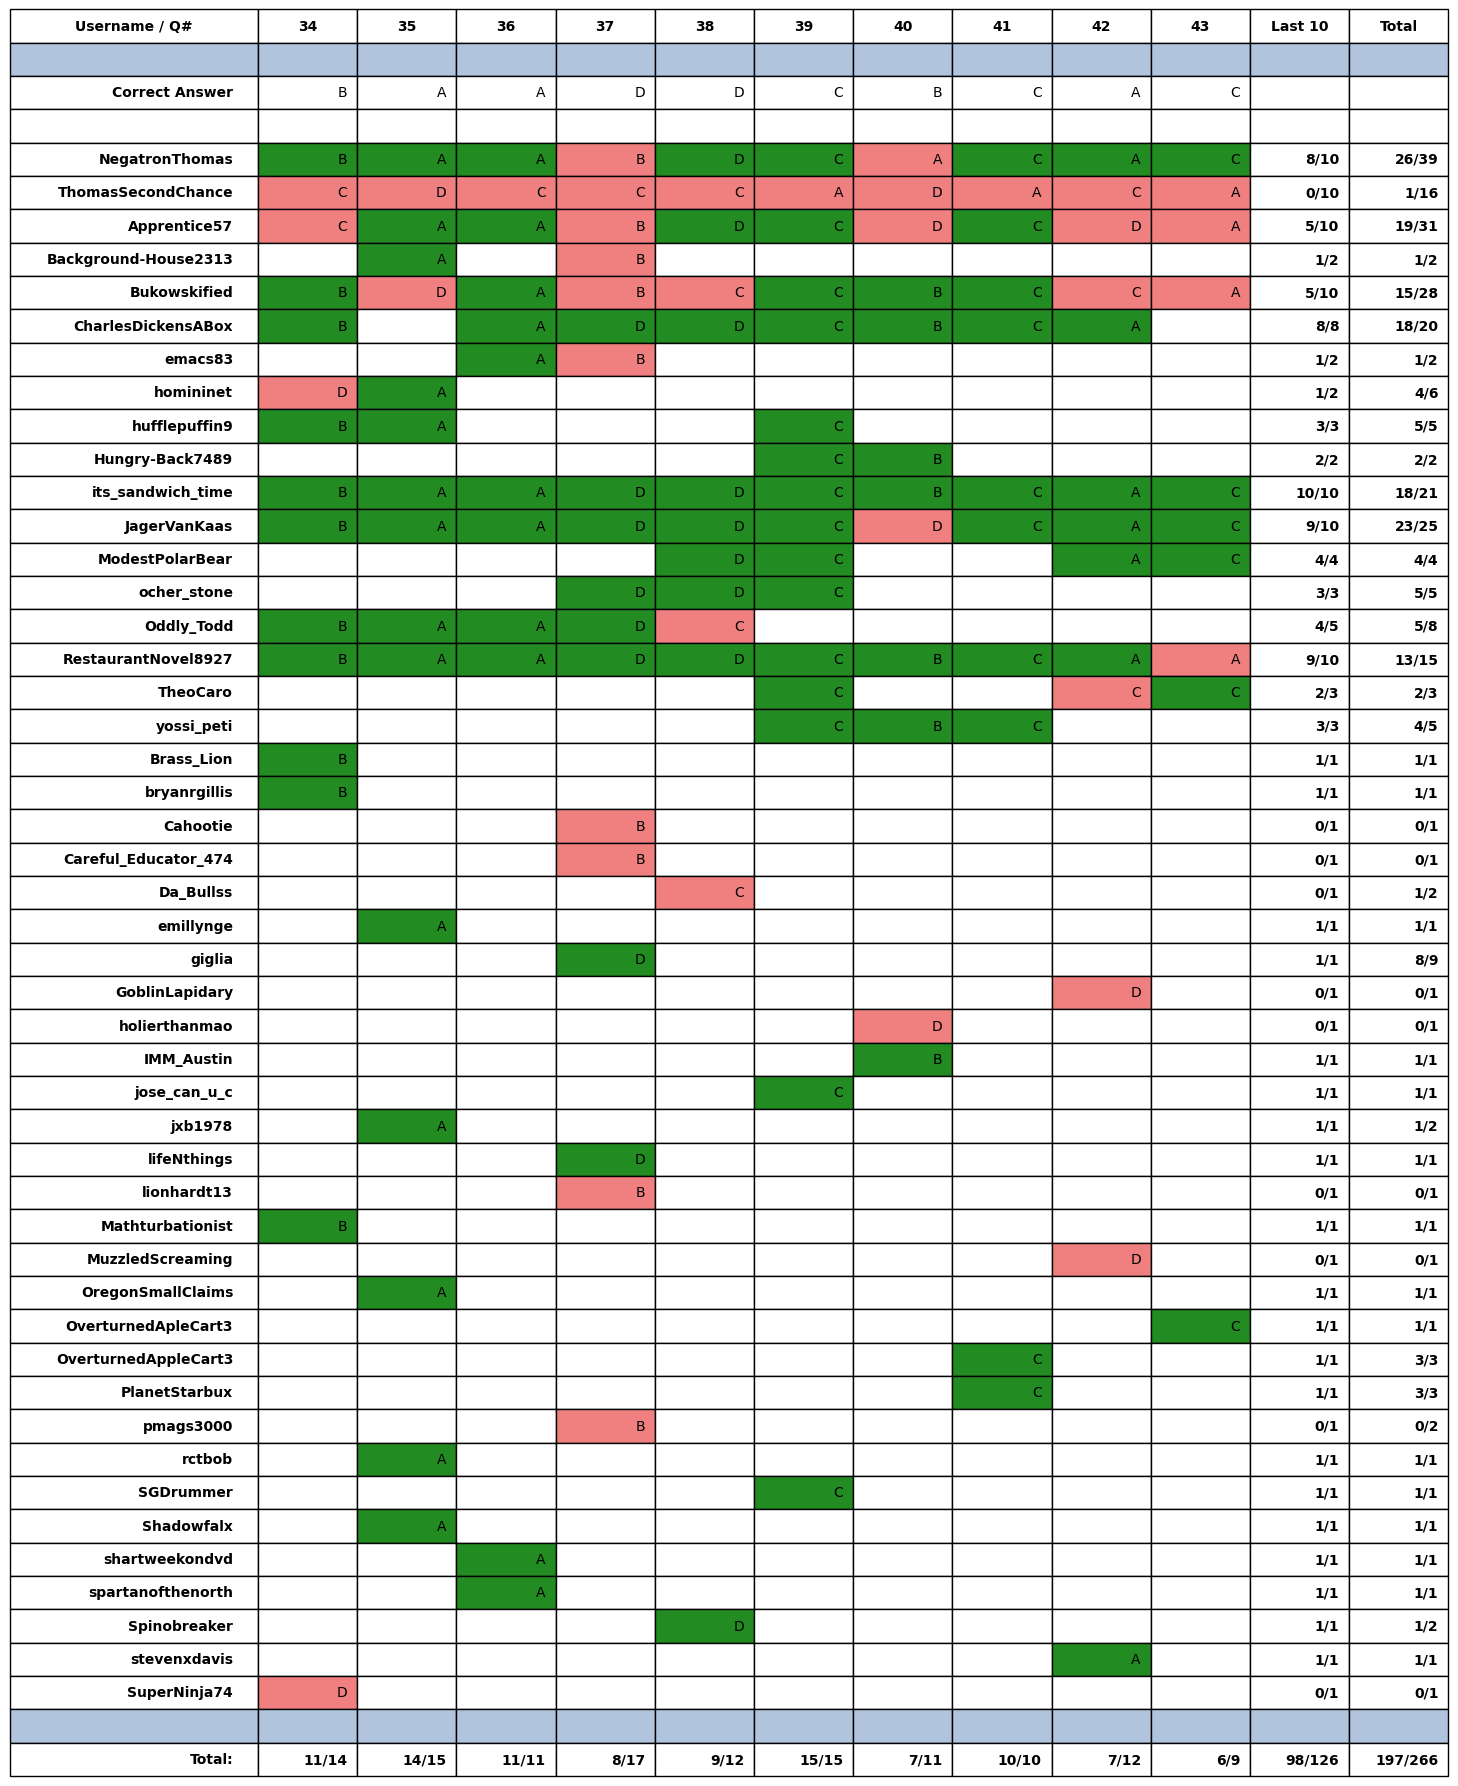 Username / Q# 34 35 36 37 38 39 40 41 42 43 Last 10 Total
Correct Answer B A A D D C B C A C
NegatronThomas B A A B D C A C A C 8/10 26/39
ThomasSecondChance C D C C C A D A C A 0/10 1/16
Apprentice57 C A A B D C D C D A 5/10 19/31
Background-House2313 A B 1/2 1/2
Bukowskified B D A B C C B C C A 5/10 15/28
CharlesDickensABox B A D D C B C A 8/8 18/20
emacs83 A B 1/2 1/2
homininet D A 1/2 4/6
hufflepuffin9 B A C 3/3 5/5
Hungry-Back7489 C B 2/2 2/2
its_sandwich_time B A A D D C B C A C 10/10 18/21
JagerVanKaas B A A D D C D C A C 9/10 23/25
ModestPolarBear D C A C 4/4 4/4
ocher_stone D D C 3/3 5/5
Oddly_Todd B A A D C 4/5 5/8
RestaurantNovel8927 B A A D D C B C A A 9/10 13/15
TheoCaro C C C 2/3 2/3
yossi_peti C B C 3/3 4/5
Brass_Lion B 1/1 1/1
bryanrgillis B 1/1 1/1
Cahootie B 0/1 0/1
Careful_Educator_474 B 0/1 0/1
Da_Bullss C 0/1 1/2
emillynge A 1/1 1/1
giglia D 1/1 8/9
GoblinLapidary D 0/1 0/1
holierthanmao D 0/1 0/1
IMM_Austin B 1/1 1/1
jose_can_u_c C 1/1 1/1
jxb1978 A 1/1 1/2
lifeNthings D 1/1 1/1
lionhardt13 B 0/1 0/1
Mathturbationist B 1/1 1/1
MuzzledScreaming D 0/1 0/1
OregonSmallClaims A 1/1 1/1
OverturnedApleCart3 C 1/1 1/1
OverturnedAppleCart3 C 1/1 3/3
PlanetStarbux C 1/1 3/3
pmags3000 B 0/1 0/2
rctbob A 1/1 1/1
SGDrummer C 1/1 1/1
Shadowfalx A 1/1 1/1
shartweekondvd A 1/1 1/1
spartanofthenorth A 1/1 1/1
Spinobreaker D 1/1 1/2
stevenxdavis A 1/1 1/1
SuperNinja74 D 0/1 0/1
Total: 11/14 14/15 11/11 8/17 9/12 15/15 7/11 10/10 7/12 6/9 98/126 197/266